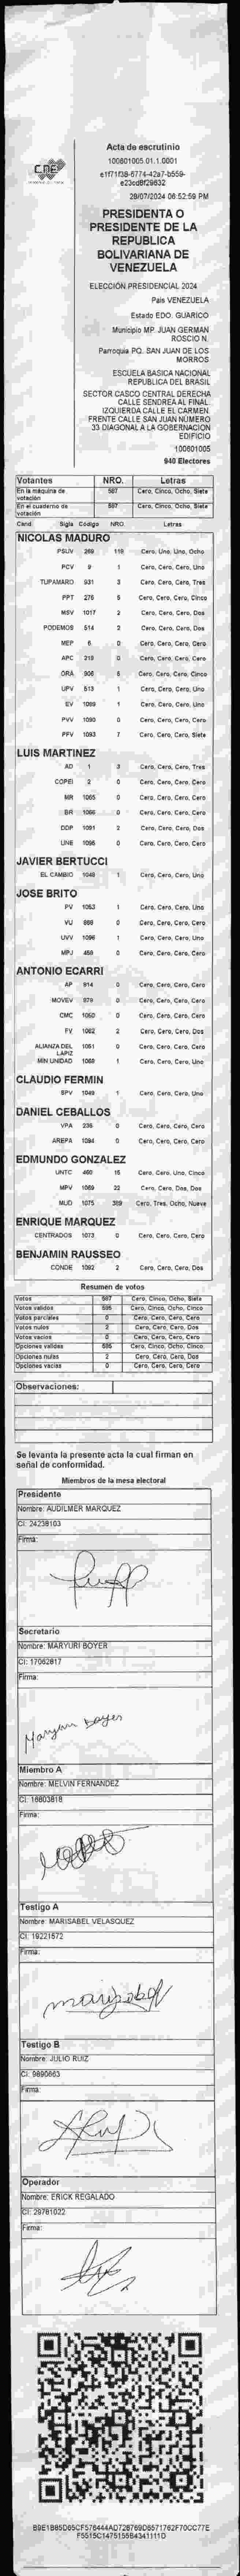 CNE
Acta de escrutinio
100601005.01.1.0001
e23cd8f29832
28/07/2024 06:52:59 PM
PRESIDENTA O
PRESIDENTE DE LA
REPUBLICA
BOLIVARIANA DE
VENEZUELA
ELECCIÓN PRESIDENCIAL 2024
Pais VENEZUELA
Estado EDO. GUARICO
Municipio MP. JUAN GERMAN
ROSCIO N.
Parroquia PQ. SAN JUAN DE LOS
MORROS
ESCUELA BASICA NACIONAL
REPUBLICA DEL BRASIL
SECTOR CASCO CENTRAL DERECHA
CALLE SENDREA AL FINAL.
IZQUIERDA CALLE EL CARMEN.
FRENTE CALLE SAN JUAN NÚMERO
33 DIAGONAL A LA GOBERNACION
EDIFICIO
100601005
940 Electores
Votantes NRO. Letras
En la máquina de votación 587 Cero, Cinco, Ocho, Siete
En el cuaderno de votación 587 Cero, Cinco, Ocho, Siete
Cand Sigla Codigo NRO Letras
NICOLAS MADURO
PSUV 269
PCV 9 1 Cero, Cero, Cero, Uno
TUPAMARO 931 3 Cero, Cero, Cero, Tres
PPT 276 5 Cero, Cero, Cero, Cinco
MSV 1017 2 Cero, Cero, Cero, Dos
PODEMOS 514 2 Cero, Cero, Cero, Dos
MEP 6 0 Cero, Cero, Cero, Cero
APC 218 0 Cero, Cero, Cero, Cero
ORA 906 5 Cero, Cero, Cero, Cinco
UPV 513 1 Cero, Cero, Cero, Uno
EV 1089 1 Cero, Cero, Cero, Uno
PVV 1090 0 Cero, Cero, Cero, Cero
PFV 1093 7 Cero, Cero, Cero, Siete
LUIS MARTINEZ
AD 1 3 Cero, Cero, Cero, Tres
COPEI 2 0 Cero, Cero, Cero, Cero
MR 1065 0 Cero, Cero, Cero, Cero
BR 1066 0 Cero, Cero, Cero, Cero
DDP 1091 2 Cero, Cero, Cero, Dos
UNE 1095 0 Cero, Cero, Cero, Cero
JAVIER BERTUCCI
EL CAMBIO 1048 1 Cero, Cero, Cero, Uno
JOSE BRITO
PV 1053 1 Cero, Cero, Cero, Uno
VU 888 0 Cero, Cero, Cero, Cero
UVV 1096 1 Cero, Cero, Cero, Uno
MPJ 458 0 Cero, Cero, Cero, Cero
ANTONIO ECARRI
AP 914 0 Cero, Cero, Cero, Cero
MOVEV 979 0 Cero, Cero, Cero, Cero
CMC 1050 0 Cero, Cero, Cero, Cero
FV 1062 2 Cero, Cero, Cero, Dos
ALIANZA DEL LAPIZ 1051 0 Cero, Cero, Cero, Cero
MIN UNIDAD 1069 1 Cero, Cero, Cero, Uno
CLAUDIO FERMIN
SPV 1049 1 Cero, Cero, Cero, Uno
DANIEL CEBALLOS
VPA 236 0 Cero, Cero, Cero, Cero
AREPA 1094 0 Cero, Cero, Cero, Cero
EDMUNDO GONZALEZ
UNTC 460 15 Cero, Cero, Uno, Cinco
MPV 1069 22 Cero, Cero, Dos, Dos
MUD 1075 389 Cero, Tres, Ocho, Nueve
ENRIQUE MARQUEZ
CENTRADOS 1073 0 Cero, Cero, Cero, Cero
BENJAMIN RAUSSEO
CONDE 1092 2 Cero, Cero, Cero, Dos
Resumen de votos
Votos 587 Cero, Cinco, Ocho, Siete
Votos validos 585 Cero, Cinco, Ocho, Cinco
Votos parciales 0 Cero, Cero, Cero, Cero
Votos nulos 2 Cero, Cero, Cero, Dos
Votos vacios 0 Cero, Cero, Cero, Cero
Opciones validas 585 Cero, Cinco, Ocho, Cinco
Opciones nulas 2 Cero, Cero, Cero, Dos
Opciones vacias 0 Cero, Cero, Cero, Cero
Observaciones:
Se levanta la presente acta la cual firman en
señal de conformidad.
Miembros de la mesa electoral
Presidente
Nombre: AUDILMER MARQUEZ
CI: 24238103
Firma:
Secretario
Nombre: MARYURI BOYER
CI: 17062817
Firma:
Boyer
Miembro A
Nombre: MELVIN FERNANDEZ
CI: 16803818
Firma:
Testigo A
Nombre: MARISABEL VELASQUEZ
CI: 19221572
Firma:
marisabel
Testigo B
Nombre: JULIO RUIZ
CI: 9890663
Firma:
Operador
Nombre: ERICK REGALADO
CI: 29781022
Firma: